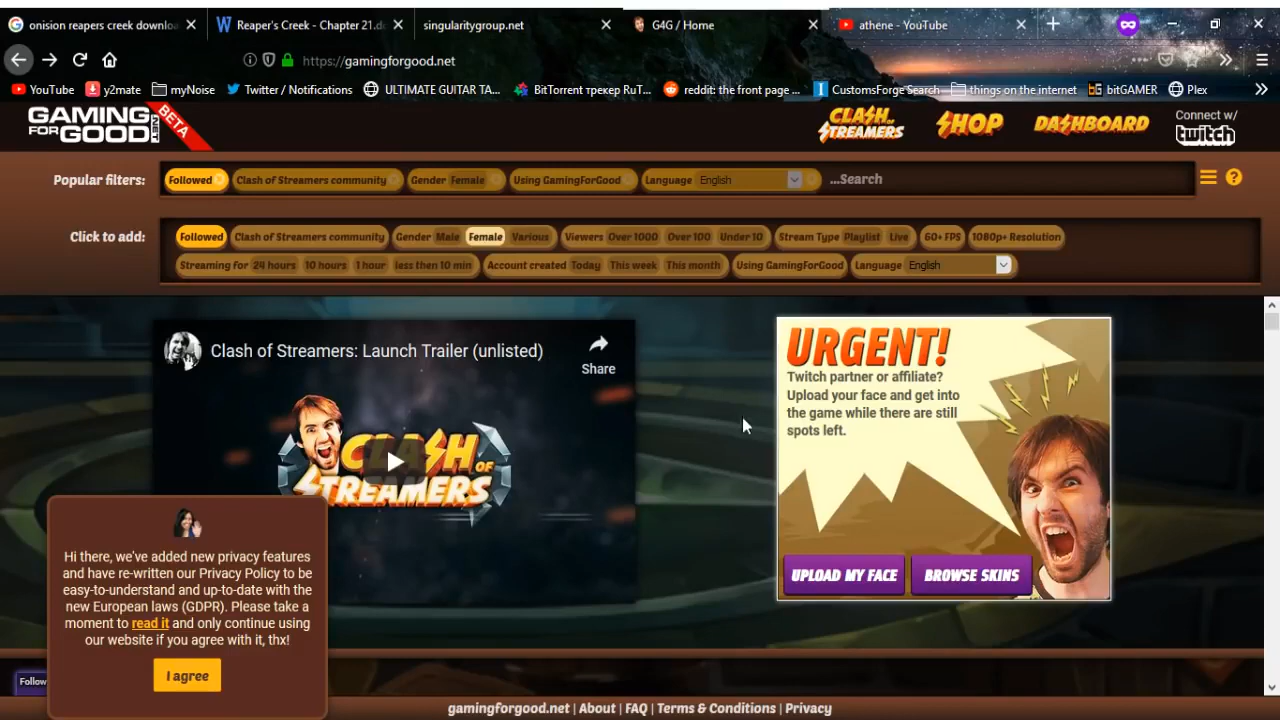 onision reapers creek downloa
Reaper's Creek - Chapter 21.d
singularitygroup.net
G4G / Home
athene - YouTube
https://gamingforgood.net
YouTube
y2mate
myNoise
Twitter / Notifications
ULTIMATE GUITAR TA...
BitTorrent трекер RuT...
reddit: the front page ...
CustomsForge Search
things on the internet
bitGAMER
Plex
GAMING FOR GOOD .NET
BETA
CLASH OF STREAMERS
SHOP
DASHBOARD
Connect w/
twitch
Popular filters:
Followed
Clash of Streamers community
Gender Female
Using GamingForGood
Language English
...Search
Click to add:
Followed
Clash of Streamers community
Gender Male Female Various
Viewers Over 1000 Over 100 Under 10
Stream Type Playlist Live
60+ FPS
1080p+ Resolution
Streaming for 24 hours 10 hours 1 hour less then 10 min
Account created Today This week This month
Using GamingForGood
Language English
Clash of Streamers: Launch Trailer (unlisted)
Share
CLASH OF
STREAMERS
URGENT!
Twitch partner or affiliate?
Upload your face and get into
the game while there are still
spots left.
UPLOAD MY FACE
BROWSE SKINS
Hi there, we've added new privacy features
and have re-written our Privacy Policy to be
easy-to-understand and up-to-date with the
new European laws (GDPR). Please take a
moment to read it and only continue using
our website if you agree with it, thx!
I agree
Follow
gamingforgood.net | About | FAQ | Terms & Conditions | Privacy